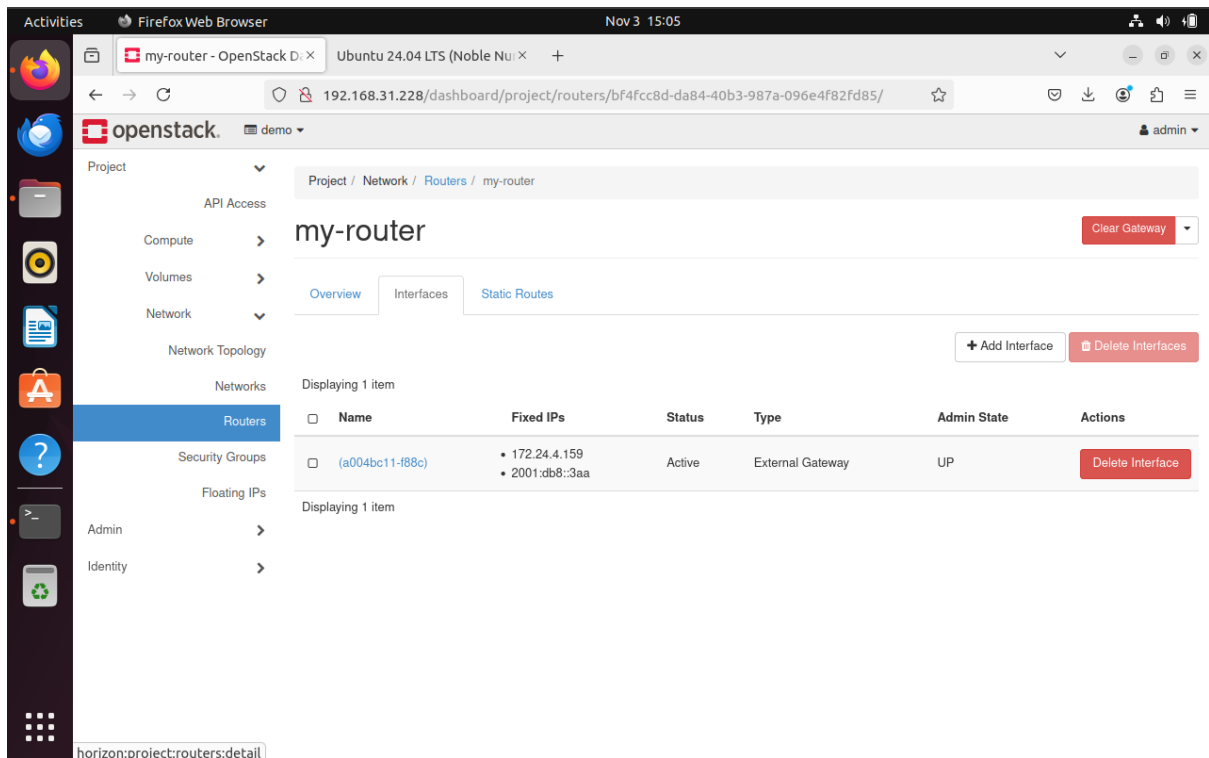 Activities Firefox Web Browser Nov 3 15:05
my-router - OpenStack Da Ubuntu 24.04 LTS (Noble Nu
192.168.31.228/dashboard/project/routers/bf4fcc8d-da84-40b3-987a-096e4f82fd85/
openstack. demo admin
Project
API Access
Compute
Volumes
Network
Network Topology
Networks
Routers
Security Groups
Floating IPs
Admin
Identity
Project / Network / Routers / my-router
my-router
Clear Gateway
Overview Interfaces Static Routes
+ Add Interface Delete Interfaces
Displaying 1 item
Name Fixed IPs Status Type Admin State Actions
(a004bc11-f88c) • 172.24.4.159 Active External Gateway UP Delete Interface
• 2001:db8::3aa
Displaying 1 item
horizon:project:routers:detail